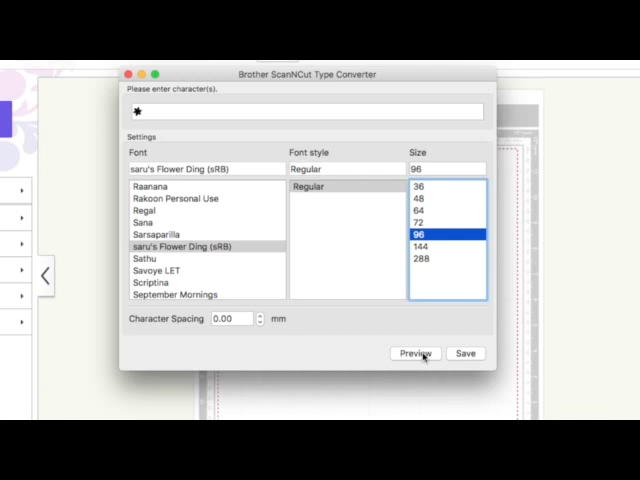 Brother ScanNCut Type Converter
Please enter character(s).
Settings
Font Font style Size
saru's Flower Ding (sRB) Regular 96
Raanana Regular 36
Rakoon Personal Use 48
Regal 64
Sana 72
Sarsaparilla 96
saru's Flower Ding (sRB) 144
Sathu 288
Savoye LET
Scriptina
September Mornings
Character Spacing 0.00 mm
Preview Save